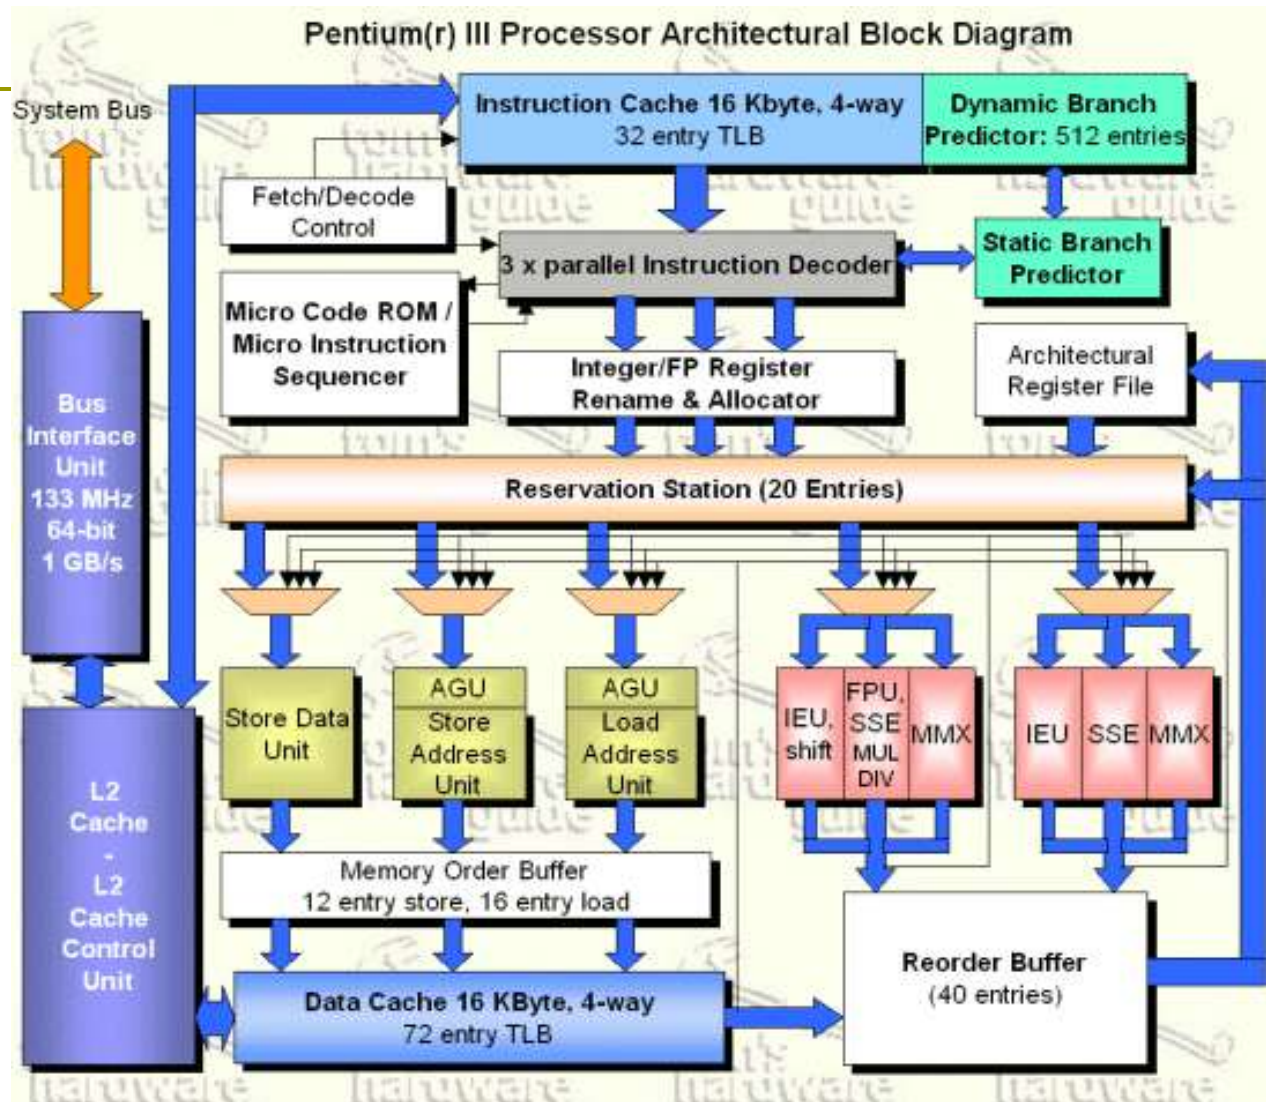 Pentium(r) III Processor Architectural Block Diagram
System Bus
Instruction Cache 16 Kbyte, 4-way
32 entry TLB
Dynamic Branch
Predictor: 512 entries
Fetch/Decode
Control
3 x parallel Instruction Decoder
Static Branch
Predictor
Micro Code ROM /
Micro Instruction
Sequencer
Integer/FP Register
Rename & Allocator
Architectural
Register File
Bus
Interface
Unit
133 MHz
64-bit
1 GB/s
Reservation Station (20 Entries)
Store Data
Unit
AGU
Store
Address
Unit
AGU
Load
Address
Unit
IEU,
shift
FPU,
SSE
MUL
DIV
MMX
IEU
SSE
MMX
L2
Cache
-
L2
Cache
Control
Unit
Memory Order Buffer
12 entry store, 16 entry load
Reorder Buffer
(40 entries)
Data Cache 16 KByte, 4-way
72 entry TLB
tom's
hardware
guide